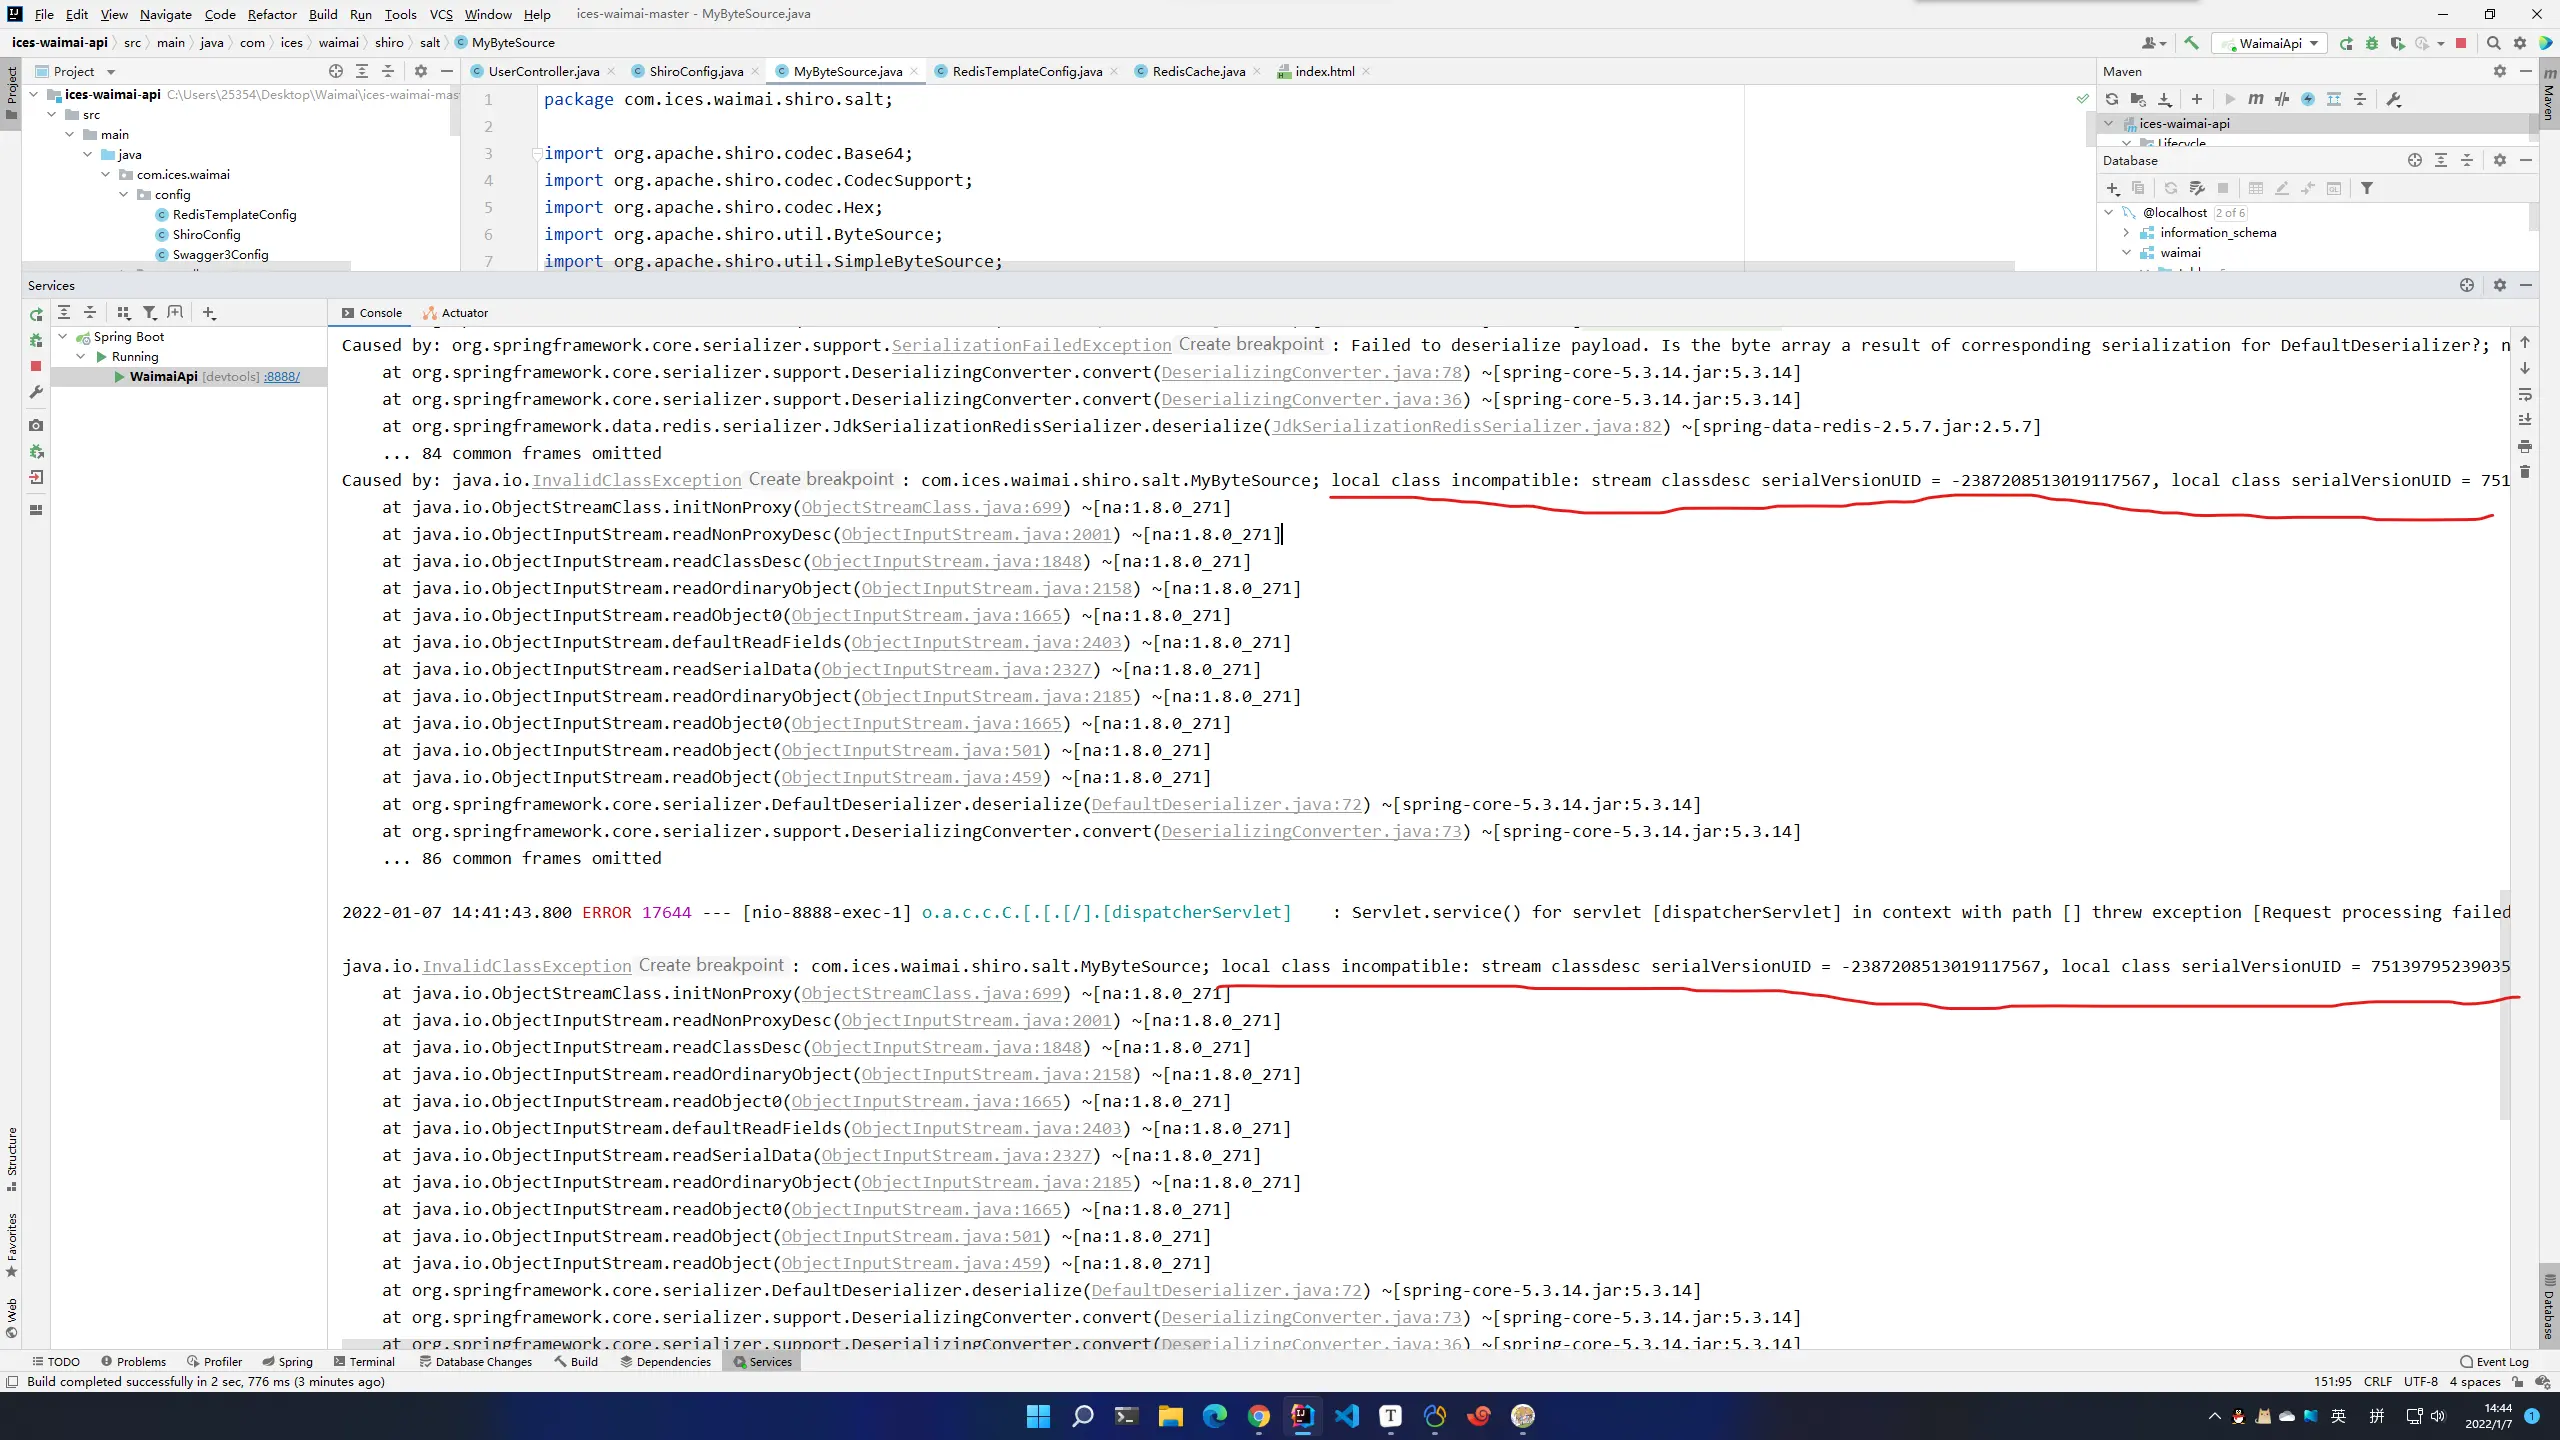 File Edit View Navigate Code Refactor Build Run Tools VCS Window Help ices-waimai-master - MyByteSource.java
ices-waimai-api src main java com ices waimai shiro salt MyByteSource
WaimaiApi
Project
UserController.java ShiroConfig.java MyByteSource.java RedisTemplateConfig.java RedisCache.java index.html
Maven
ices-waimai-api C:\Users\25354\Desktop\Waimai\ices-waimai-mas
src
main
java
com.ices.waimai
config
RedisTemplateConfig
ShiroConfig
Swagger3Config
1 package com.ices.waimai.shiro.salt;
2
3 import org.apache.shiro.codec.Base64;
4 import org.apache.shiro.codec.CodecSupport;
5 import org.apache.shiro.codec.Hex;
6 import org.apache.shiro.util.ByteSource;
7 import org.apache.shiro.util.SimpleByteSource;
ices-waimai-api
Lifecycle
Database
@localhost 2 of 6
information_schema
waimai
Project
Maven
Services
Console Actuator
Spring Boot
Running
WaimaiApi [devtools] :8888/
Caused by: org.springframework.core.serializer.support.SerializationFailedException Create breakpoint : Failed to deserialize payload. Is the byte array a result of corresponding serialization for DefaultDeserializer?; n
at org.springframework.core.serializer.support.DeserializingConverter.convert(DeserializingConverter.java:78) ~[spring-core-5.3.14.jar:5.3.14]
at org.springframework.core.serializer.support.DeserializingConverter.convert(DeserializingConverter.java:36) ~[spring-core-5.3.14.jar:5.3.14]
at org.springframework.data.redis.serializer.JdkSerializationRedisSerializer.deserialize(JdkSerializationRedisSerializer.java:82) ~[spring-data-redis-2.5.7.jar:2.5.7]
... 84 common frames omitted
Caused by: java.io.InvalidClassException Create breakpoint : com.ices.waimai.shiro.salt.MyByteSource; local class incompatible: stream classdesc serialVersionUID = -2387208513019117567, local class serialVersionUID = 751
at java.io.ObjectStreamClass.initNonProxy(ObjectStreamClass.java:699) ~[na:1.8.0_271]
at java.io.ObjectInputStream.readNonProxyDesc(ObjectInputStream.java:2001) ~[na:1.8.0_271]
at java.io.ObjectInputStream.readClassDesc(ObjectInputStream.java:1848) ~[na:1.8.0_271]
at java.io.ObjectInputStream.readOrdinaryObject(ObjectInputStream.java:2158) ~[na:1.8.0_271]
at java.io.ObjectInputStream.readObject0(ObjectInputStream.java:1665) ~[na:1.8.0_271]
at java.io.ObjectInputStream.defaultReadFields(ObjectInputStream.java:2403) ~[na:1.8.0_271]
at java.io.ObjectInputStream.readSerialData(ObjectInputStream.java:2327) ~[na:1.8.0_271]
at java.io.ObjectInputStream.readOrdinaryObject(ObjectInputStream.java:2185) ~[na:1.8.0_271]
at java.io.ObjectInputStream.readObject0(ObjectInputStream.java:1665) ~[na:1.8.0_271]
at java.io.ObjectInputStream.readObject(ObjectInputStream.java:501) ~[na:1.8.0_271]
at java.io.ObjectInputStream.readObject(ObjectInputStream.java:459) ~[na:1.8.0_271]
at org.springframework.core.serializer.DefaultDeserializer.deserialize(DefaultDeserializer.java:72) ~[spring-core-5.3.14.jar:5.3.14]
at org.springframework.core.serializer.support.DeserializingConverter.convert(DeserializingConverter.java:73) ~[spring-core-5.3.14.jar:5.3.14]
... 86 common frames omitted
2022-01-07 14:41:43.800 ERROR 17644 --- [nio-8888-exec-1] o.a.c.c.C.[.[.[/].[dispatcherServlet] : Servlet.service() for servlet [dispatcherServlet] in context with path [] threw exception [Request processing failed
java.io.InvalidClassException Create breakpoint : com.ices.waimai.shiro.salt.MyByteSource; local class incompatible: stream classdesc serialVersionUID = -2387208513019117567, local class serialVersionUID = 75139795239035
at java.io.ObjectStreamClass.initNonProxy(ObjectStreamClass.java:699) ~[na:1.8.0_271]
at java.io.ObjectInputStream.readNonProxyDesc(ObjectInputStream.java:2001) ~[na:1.8.0_271]
at java.io.ObjectInputStream.readClassDesc(ObjectInputStream.java:1848) ~[na:1.8.0_271]
at java.io.ObjectInputStream.readOrdinaryObject(ObjectInputStream.java:2158) ~[na:1.8.0_271]
at java.io.ObjectInputStream.readObject0(ObjectInputStream.java:1665) ~[na:1.8.0_271]
at java.io.ObjectInputStream.defaultReadFields(ObjectInputStream.java:2403) ~[na:1.8.0_271]
at java.io.ObjectInputStream.readSerialData(ObjectInputStream.java:2327) ~[na:1.8.0_271]
at java.io.ObjectInputStream.readOrdinaryObject(ObjectInputStream.java:2185) ~[na:1.8.0_271]
at java.io.ObjectInputStream.readObject0(ObjectInputStream.java:1665) ~[na:1.8.0_271]
at java.io.ObjectInputStream.readObject(ObjectInputStream.java:501) ~[na:1.8.0_271]
at java.io.ObjectInputStream.readObject(ObjectInputStream.java:459) ~[na:1.8.0_271]
at org.springframework.core.serializer.DefaultDeserializer.deserialize(DefaultDeserializer.java:72) ~[spring-core-5.3.14.jar:5.3.14]
at org.springframework.core.serializer.support.DeserializingConverter.convert(DeserializingConverter.java:73) ~[spring-core-5.3.14.jar:5.3.14]
at org.springframework.core.serializer.support.DeserializingConverter.convert(DeserializingConverter.java:36) ~[spring-core-5.3.14.jar:5.3.14]
Structure
Favorites
Web
Database
TODO Problems Profiler Spring Terminal Database Changes Build Dependencies Services Event Log
Build completed successfully in 2 sec, 776 ms (3 minutes ago) 151:95 CRLF UTF-8 4 spaces
英 拼 14:44
2022/1/7 1